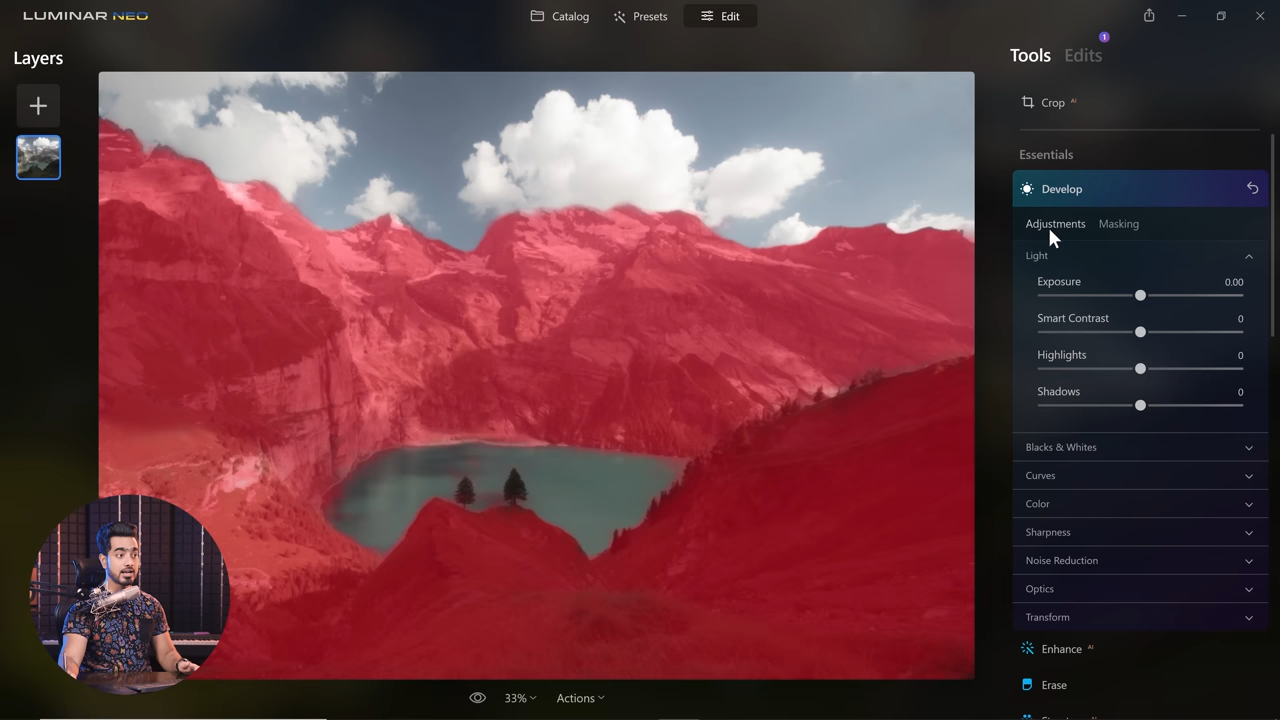 LUMINAR NEO
Catalog
Presets
Edit
Layers
Tools
Edits
1
Crop AI
Essentials
Develop
Adjustments
Masking
Light
Exposure 0.00
Smart Contrast 0
Highlights 0
Shadows 0
Blacks & Whites
Curves
Color
Sharpness
Noise Reduction
Optics
Transform
Enhance AI
Erase
33%
Actions